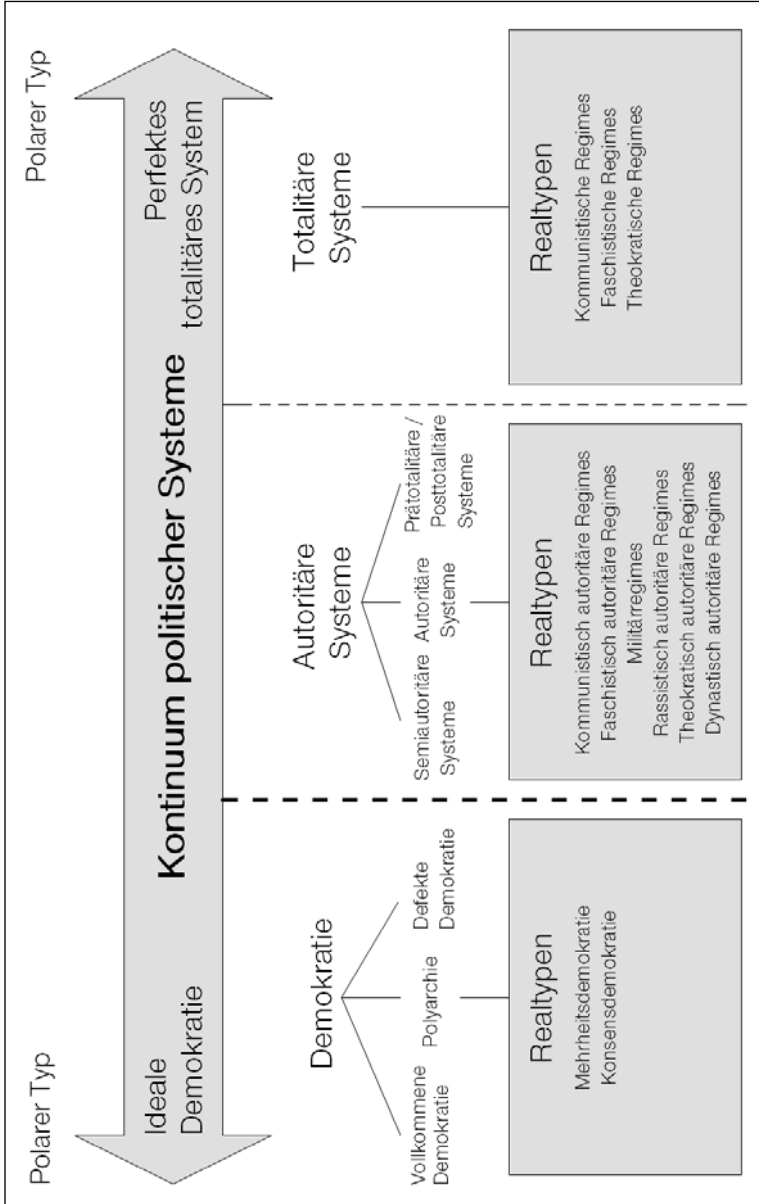 Polarer Typ
Polarer Typ
Ideale
Demokratie
Kontinuum politischer Systeme
Perfektes
totalitäres System
Demokratie
Vollkommene
Demokratie
Polyarchie
Defekte
Demokratie
Realtypen
Mehrheitsdemokratie
Konsensdemokratie
Autoritäre
Systeme
Semiautoritäre
Systeme
Autoritäre
Systeme
Prätotalitäre /
Posttotalitäre
Systeme
Realtypen
Kommunistisch autoritäre Regimes
Faschistisch autoritäre Regimes
Militärregimes
Rassistisch autoritäre Regimes
Theokratisch autoritäre Regimes
Dynastisch autoritäre Regimes
Totalitäre
Systeme
Realtypen
Kommunistische Regimes
Faschistische Regimes
Theokratische Regimes